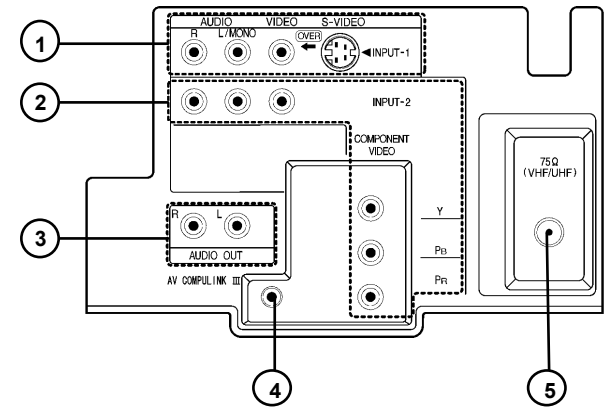 AUDIO VIDEO S-VIDEO
R L/MONO OVER
1 INPUT-1
2 INPUT-2
COMPONENT
VIDEO
75Ω
(VHF/UHF)
3 R L
Y
AUDIO OUT
PB
AV COMPULINK III
PR
4 5